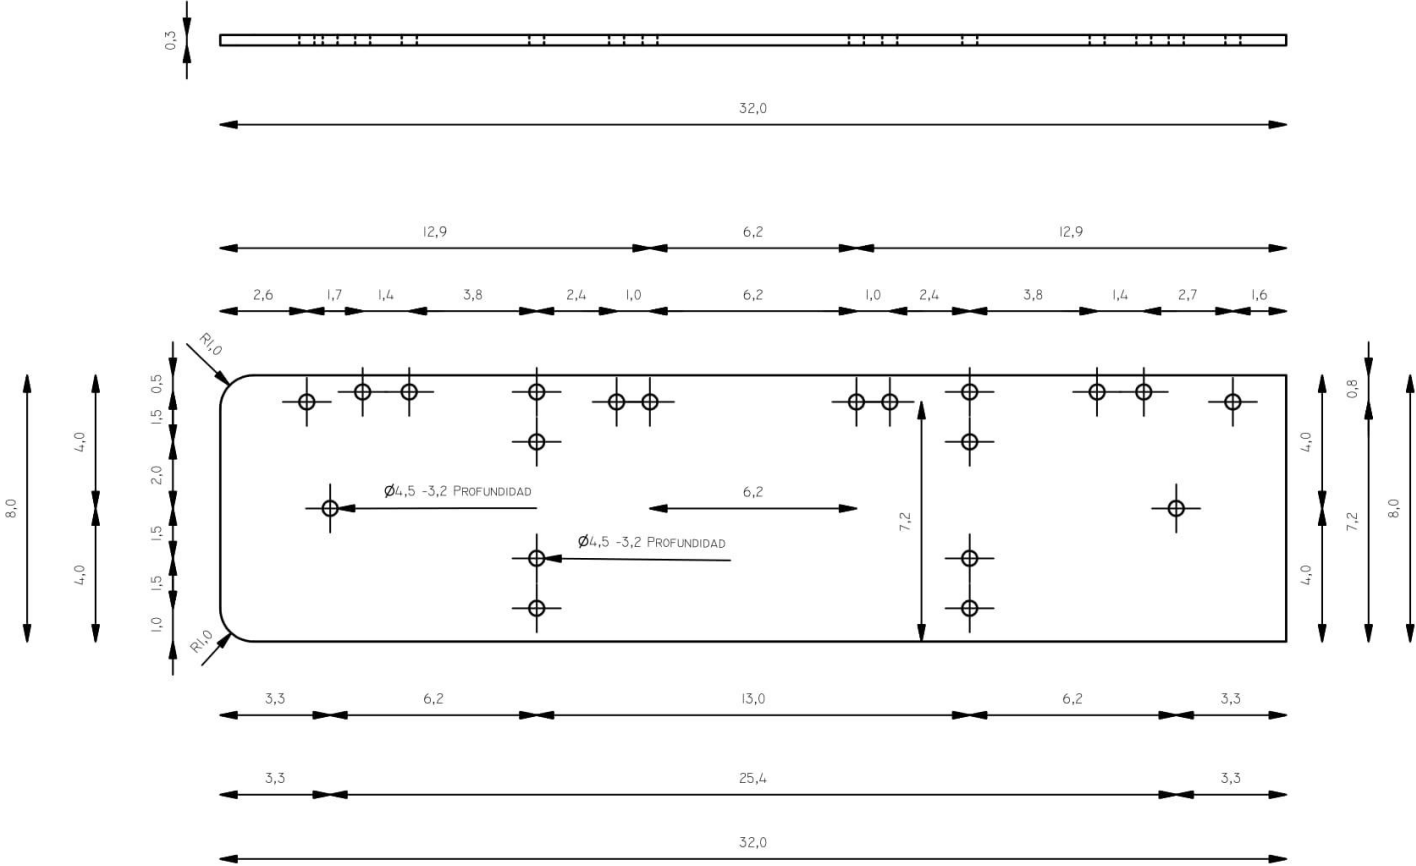 0,3
32,0
12,9 6,2 12,9
2,6 1,7 1,4 3,8 2,4 1,0 6,2 1,0 2,4 3,8 1,4 2,7 1,6
R1,0
0,5
0,8
1,5
4,0
4,0
2,0
Ø4,5 -3,2 PROFUNDIDAD
6,2
8,0
7,2
7,2
8,0
1,5
Ø4,5 -3,2 PROFUNDIDAD
4,0
1,5
4,0
1,0
R1,0
3,3 6,2 13,0 6,2 3,3
3,3 25,4 3,3
32,0